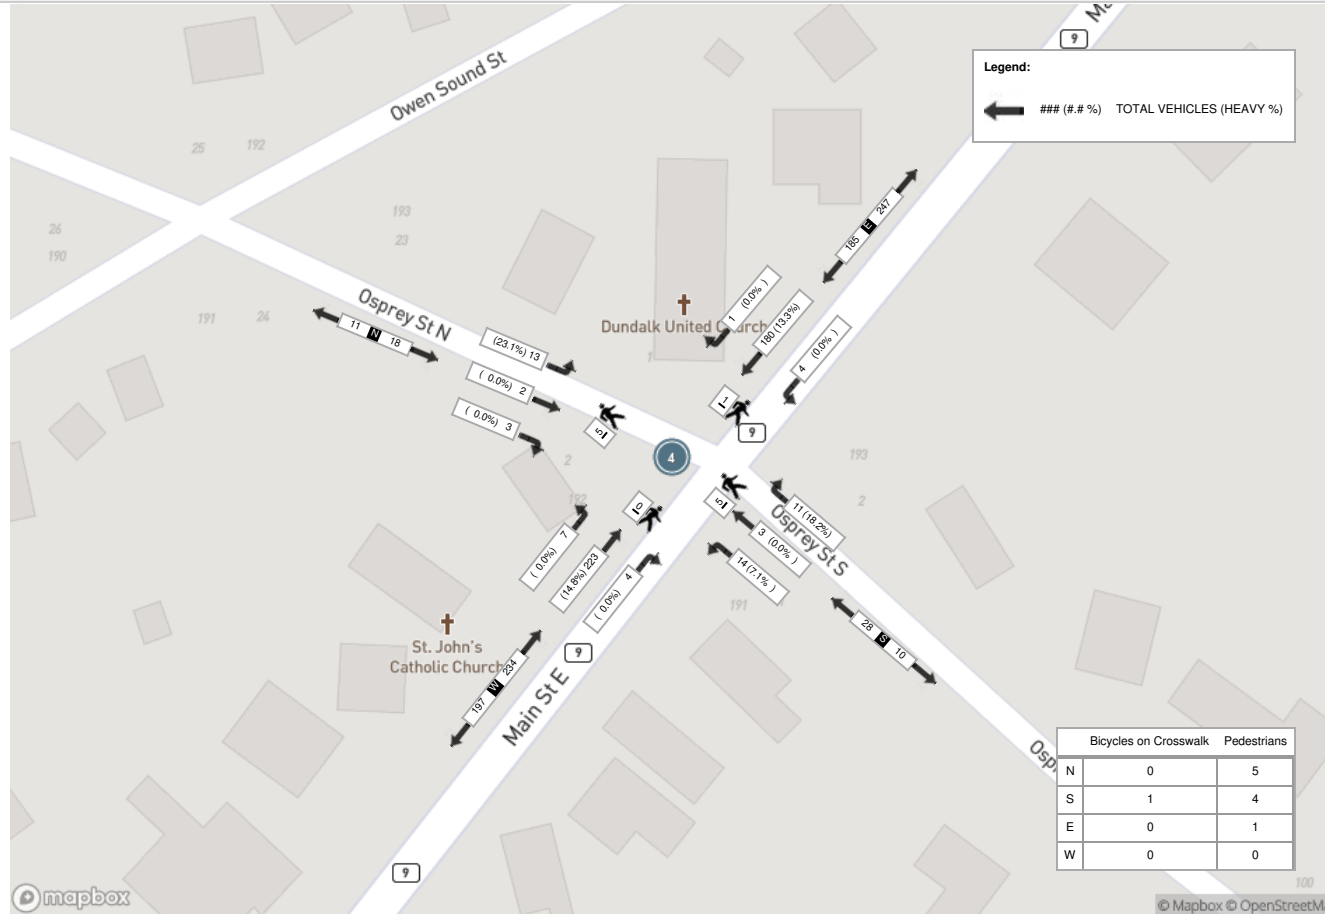 Ma
9
Legend:
### (#.# %) TOTAL VEHICLES (HEAVY %)
Owen Sound St
25
192
26
190
193
23
191
24
Osprey St N
11 N 18
(23.1%) 13
( 0.0%) 2
( 0.0%) 3
Dundalk United Church
1
185 E 247
1 (0.0% )
180 (13.3%)
4 (0.0% )
1
5
9
4
193
2
2
192
0
5
11 (18.2%)
3 (0.0% )
14 (7.1% )
Osprey St S
( 0.0%) 7
(14.8%) 223
( 0.0%) 4
191
28 S 10
St. John's
Catholic Church
197 W 234
9
Main St E
9
Osp
Bicycles on Crosswalk Pedestrians
N 0 5
S 1 4
E 0 1
W 0 0
100
mapbox
© Mapbox © OpenStreetM